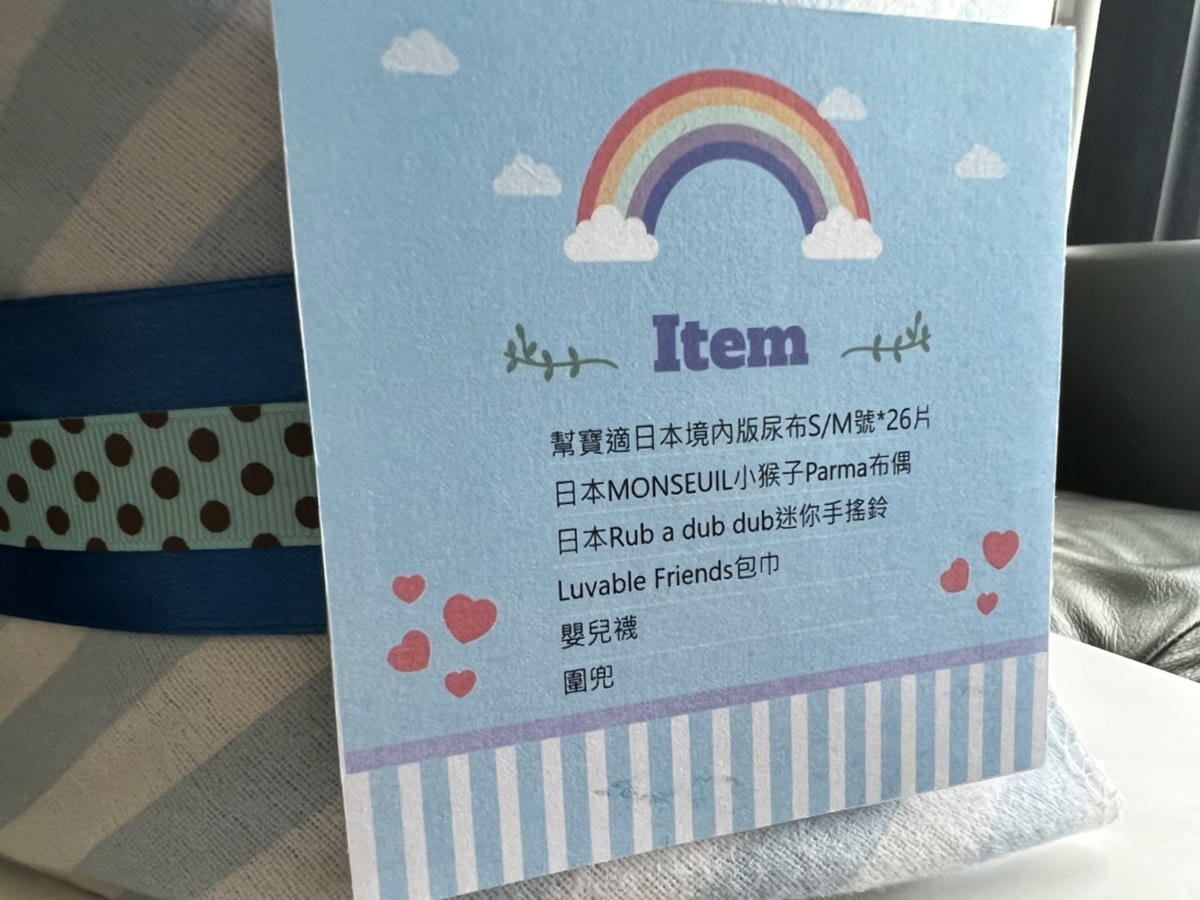 Item
幫寶適日本境內版尿布S/M號*26片
日本MONSEUIL小猴子Parma布偶
日本Rub a dub dub迷你手搖鈴
Luvable Friends包巾
嬰兒襪
圍兜